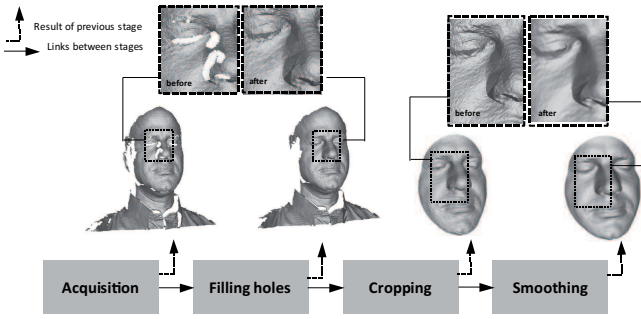 Result of previous stage
Links between stages
before
after
before
after
Acquisition
Filling holes
Cropping
Smoothing